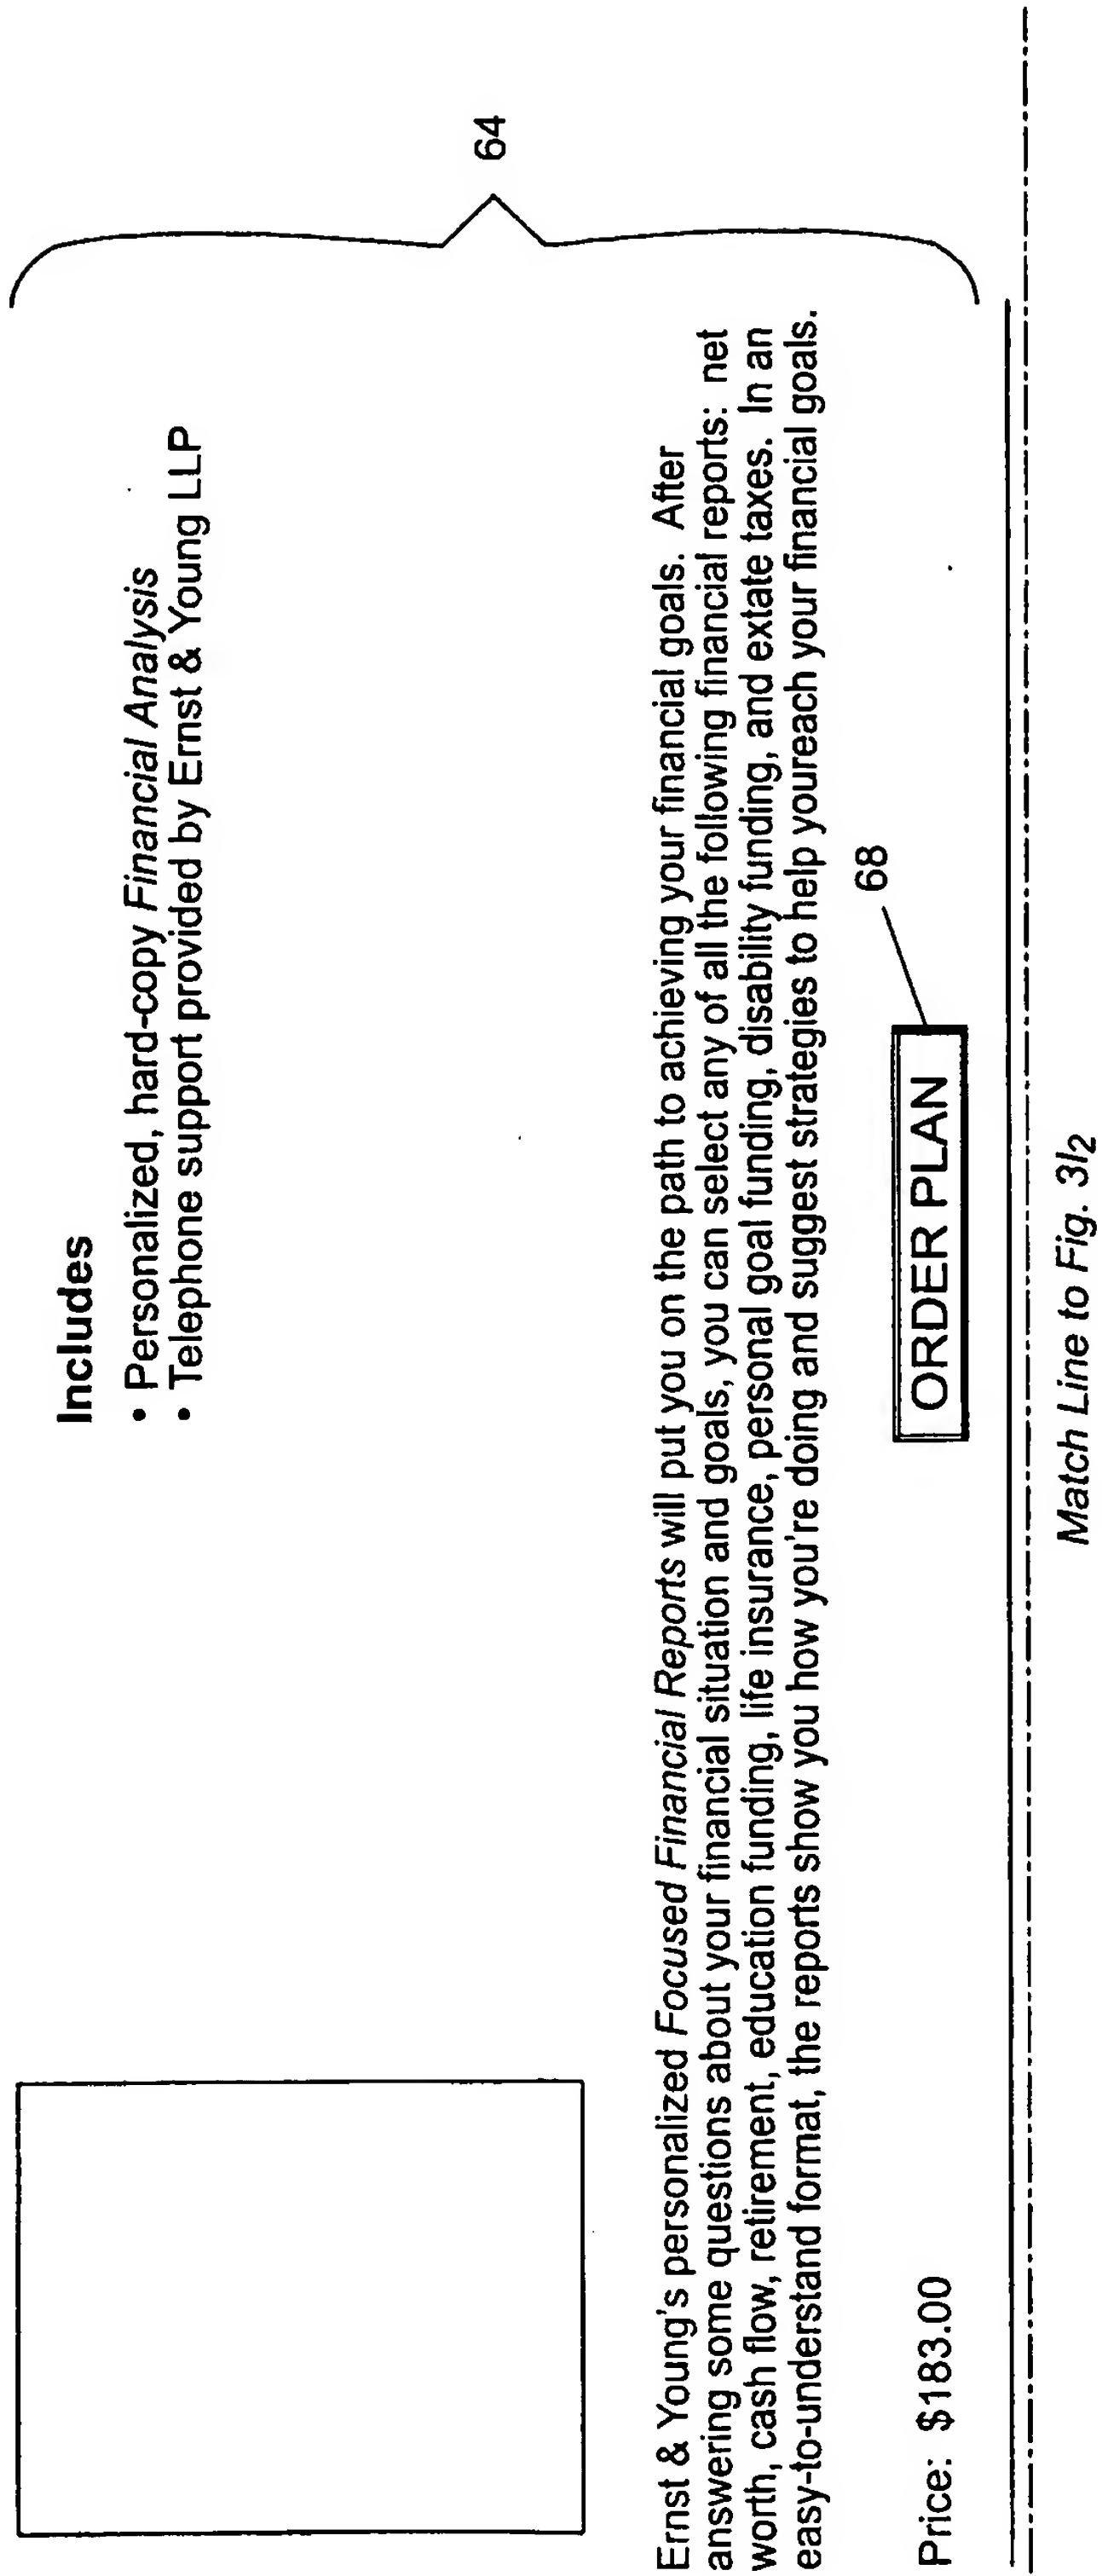 Includes
• Personalized, hard-copy Financial Analysis
• Telephone support provided by Ernst & Young LLP
64
Ernst & Young's personalized Focused Financial Reports will put you on the path to achieving your financial goals. After
answering some questions about your financial situation and goals, you can select any of all the following financial reports: net
worth, cash flow, retirement, education funding, life insurance, personal goal funding, disability funding, and extate taxes. In an
easy-to-understand format, the reports show you how you're doing and suggest strategies to help youreach your financial goals.
68
Price: $183.00
ORDER PLAN
Match Line to Fig. 3I2